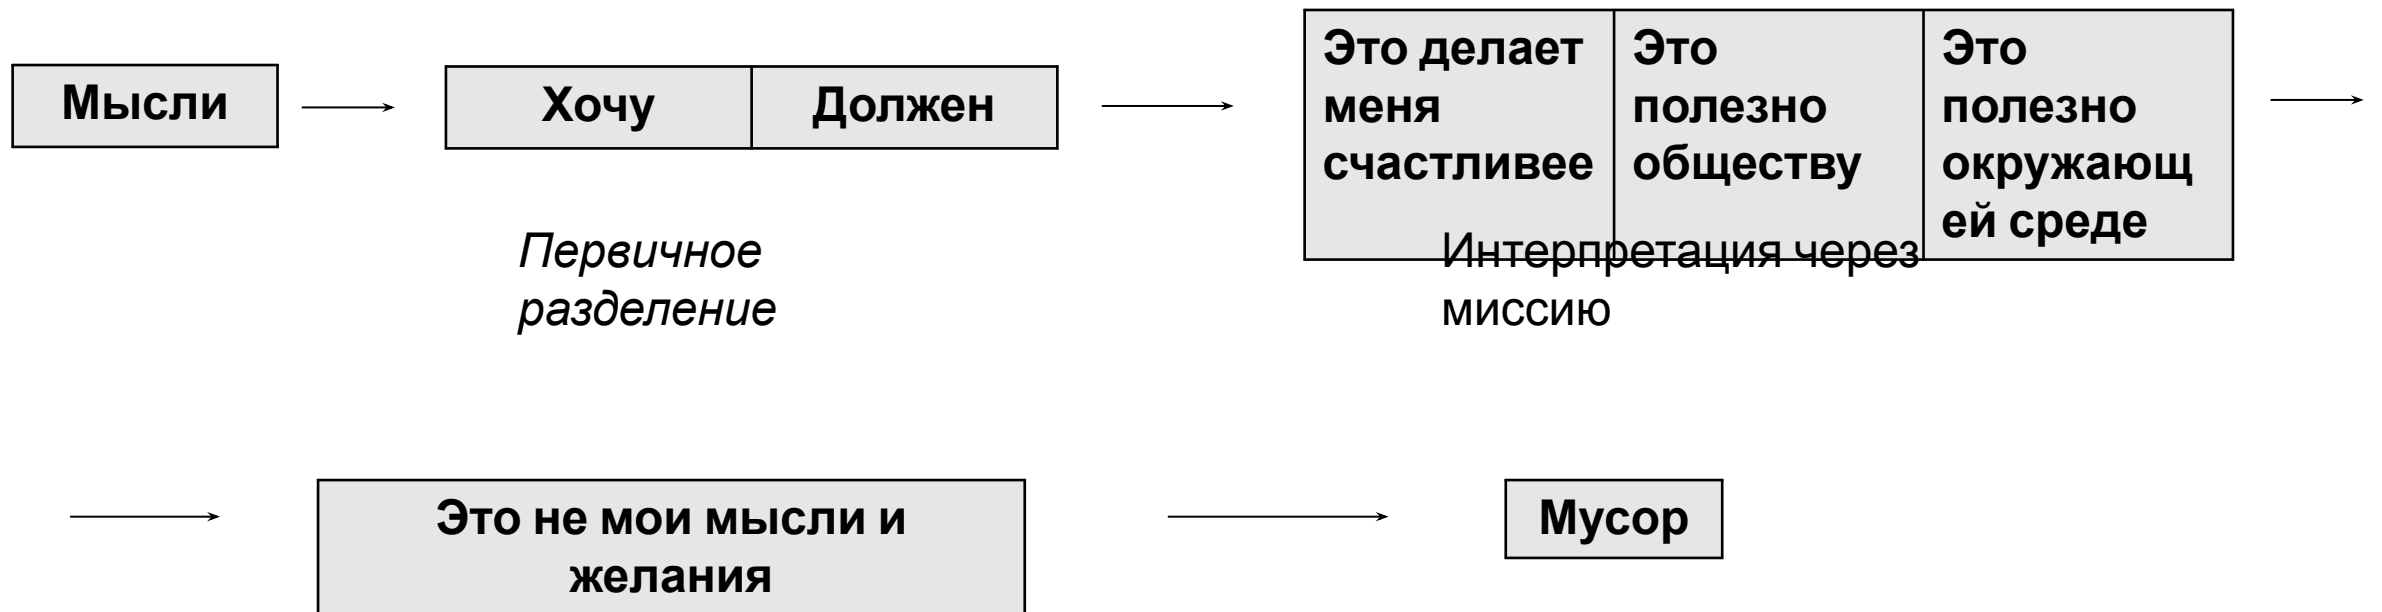 Мысли
Хочу
Должен
Это делает
меня
счастливее
Это
полезно
обществу
Это
полезно
окружающ
ей среде
Первичное
разделение
Интерпретация через
миссию
Это не мои мысли и
желания
Мусор